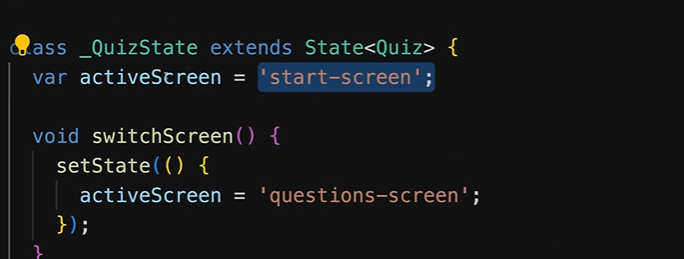 class _QuizState extends State<Quiz> {
var activeScreen = 'start-screen';
void switchScreen() {
setState(() {
activeScreen = 'questions-screen';
});
}